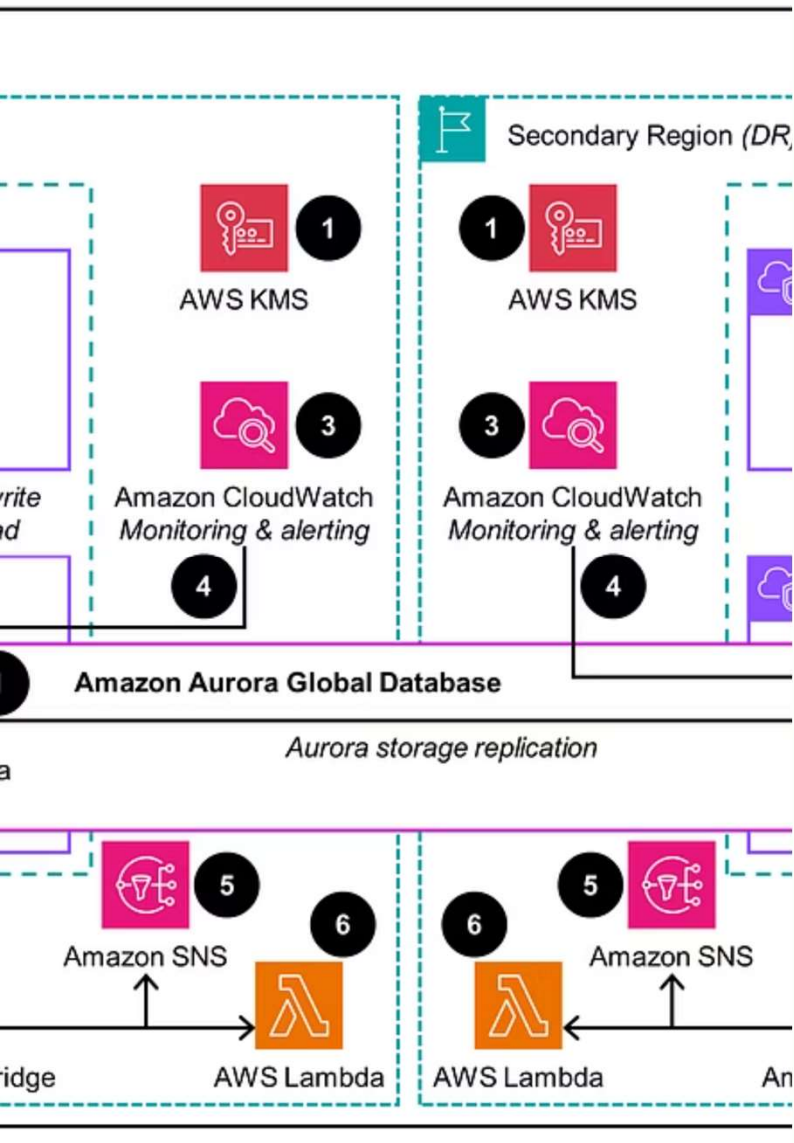 Secondary Region (DR)
1
1
AWS KMS
AWS KMS
3
3
Amazon CloudWatch
Monitoring & alerting
Amazon CloudWatch
Monitoring & alerting
4
4
Amazon Aurora Global Database
Aurora storage replication
5
5
6
6
Amazon SNS
Amazon SNS
AWS Lambda
AWS Lambda